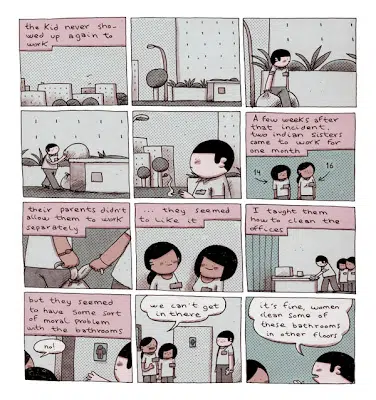 the Kid never sho-
wed up again to
work
A few weeks after
that incident,
two indian sisters
came to work for
one month
14
16
their parents didn't
allow them to work
separately
... they seemed
to like it
I taught them
how to clean the
offices
but they seemed
to have some sort
of moral problem
with the bathrooms
no!
we can't get
in there
it's fine, women
clean some of
these bathrooms
in other floors